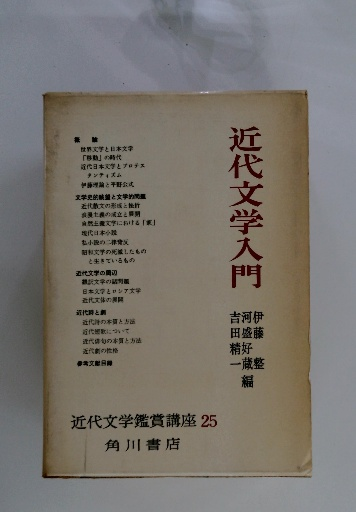 近代文学入門
伊藤 整
河盛好蔵 編
吉田精一
概論
世界文学と日本文学
「移動」の時代
近代日本文学とプロテス
タンティズム
伊藤理論と平野公式
文学史的展望と文学的問題
近代散文の形成と挫折
浪漫主義の成立と展開
自然主義文学における「家」
現代日本小説
私小説の二律背反
昭和文学の死滅したもの
と生きているもの
近代文学の周辺
翻訳文学の諸問題
日本文学とロシア文学
近代文体の展開
近代詩と劇
近代詩の本質と方法
近代短歌について
近代俳句の本質と方法
近代劇の性格
参考文献目録
近代文学鑑賞講座 25
角川書店